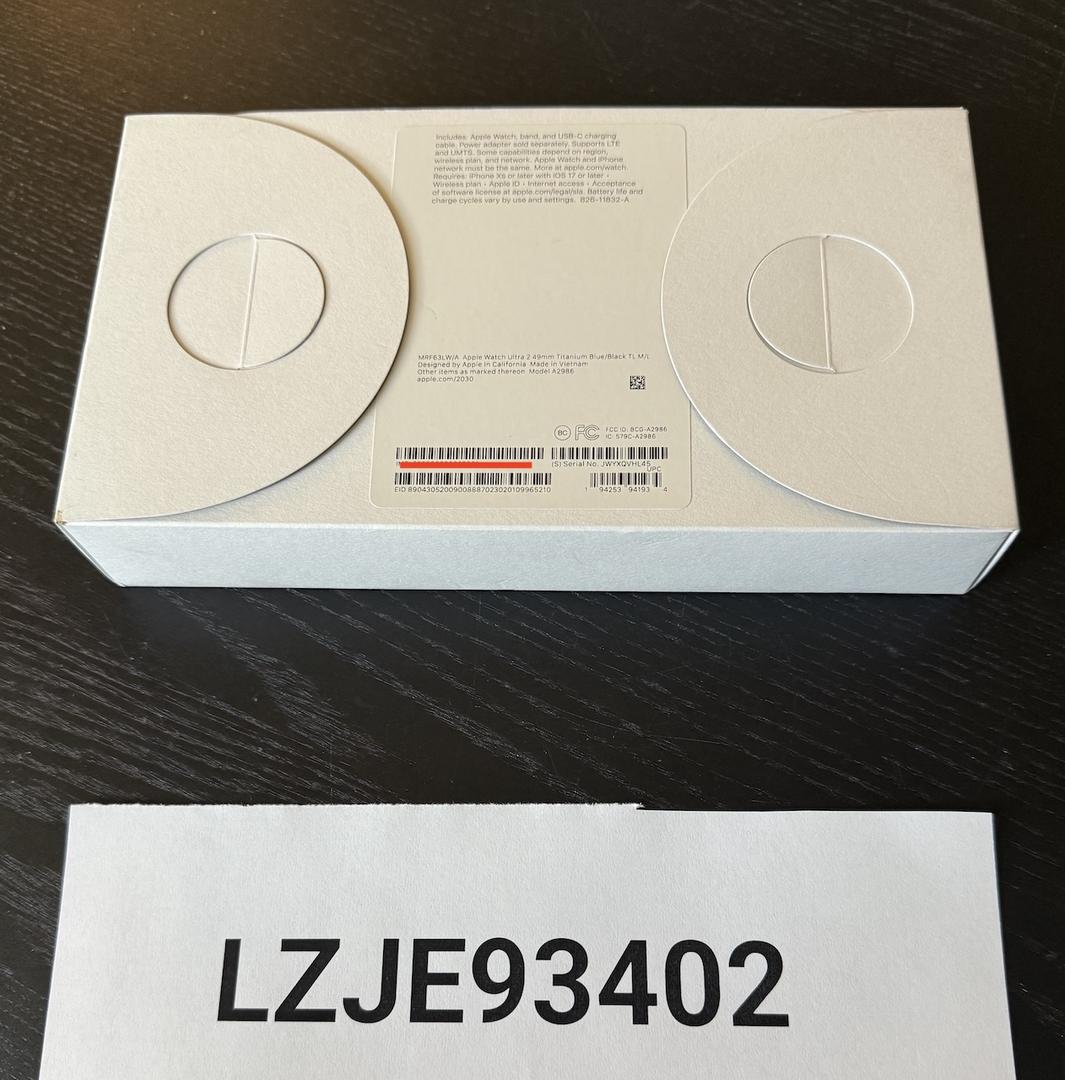 Includes: Apple Watch, band, and USB-C charging
cable. Power adapter sold separately. Supports LTE
and UMTS. Some capabilities depend on region,
wireless plan, and network. Apple Watch and iPhone
network must be the same. More at apple.com/watch.
Requires: iPhone Xs or later with iOS 17 or later •
Wireless plan • Apple ID • Internet access • Acceptance
of software license at apple.com/legal/sla. Battery life and
charge cycles vary by use and settings. 826-11832-A
MRF63LW/A Apple Watch Ultra 2 49mm Titanium Blue/Black TL M/L
Designed by Apple in California Made in Vietnam
Other items as marked thereon Model A2986
apple.com/2030
BC FC FCC ID: BCG-A2986
IC: 579C-A2986
(S) Serial No. JWYXQVHL45
UPC
EID 89043052009008887023020109965210
1 94253 94193 4
LZJE93402